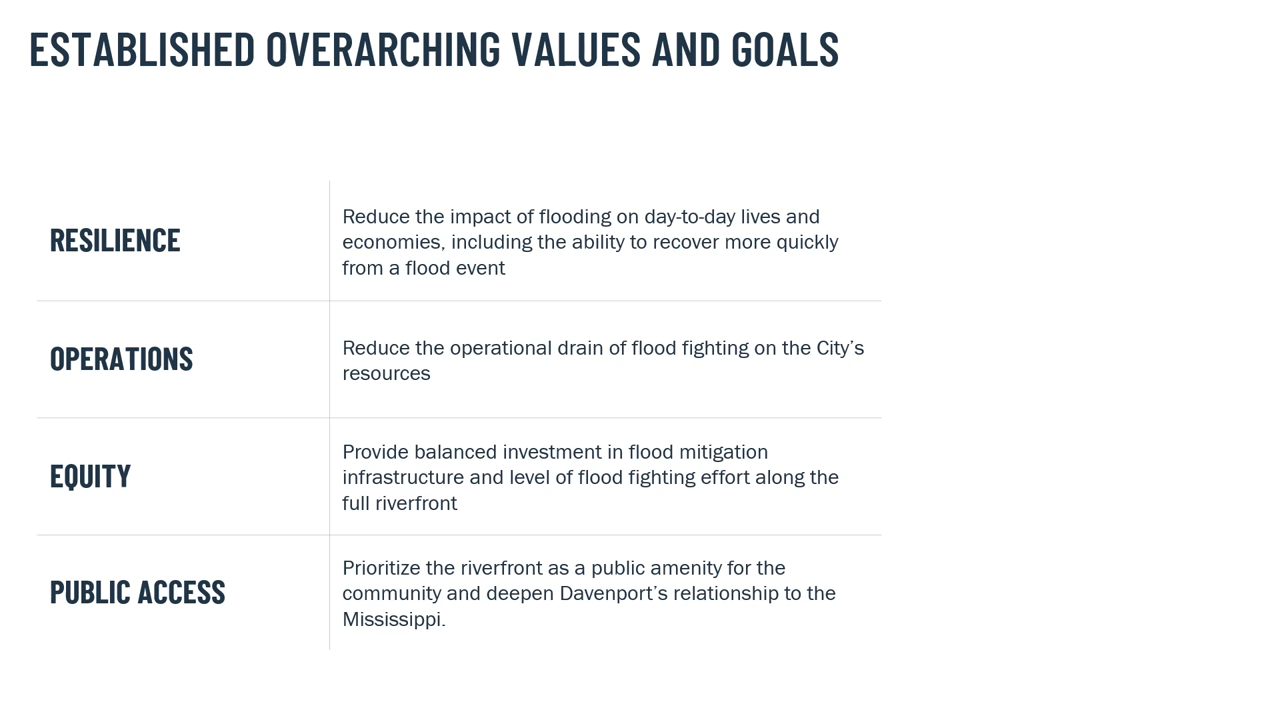 ESTABLISHED OVERARCHING VALUES AND GOALS
RESILIENCE
Reduce the impact of flooding on day-to-day lives and
economies, including the ability to recover more quickly
from a flood event
OPERATIONS
Reduce the operational drain of flood fighting on the City’s
resources
EQUITY
Provide balanced investment in flood mitigation
infrastructure and level of flood fighting effort along the
full riverfront
PUBLIC ACCESS
Prioritize the riverfront as a public amenity for the
community and deepen Davenport’s relationship to the
Mississippi.